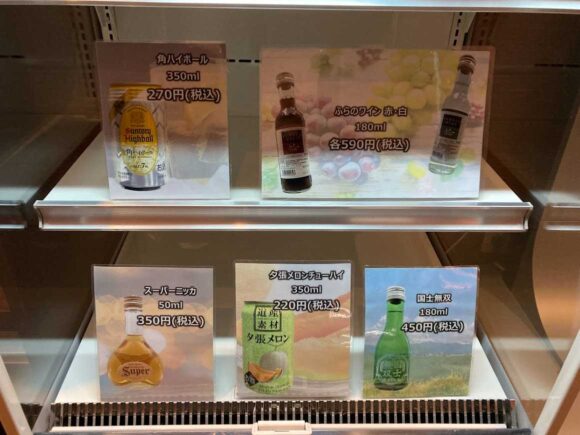 角ハイボール
350ml
270円(税込)
Suntory
Highball
ふらのワイン 赤・白
180ml
各590円(税込)
スーパーニッカ
50ml
350円(税込)
Super
夕張メロンチューハイ
350ml
220円(税込)
道産
素材
夕張メロン
国士無双
180ml
450円(税込)